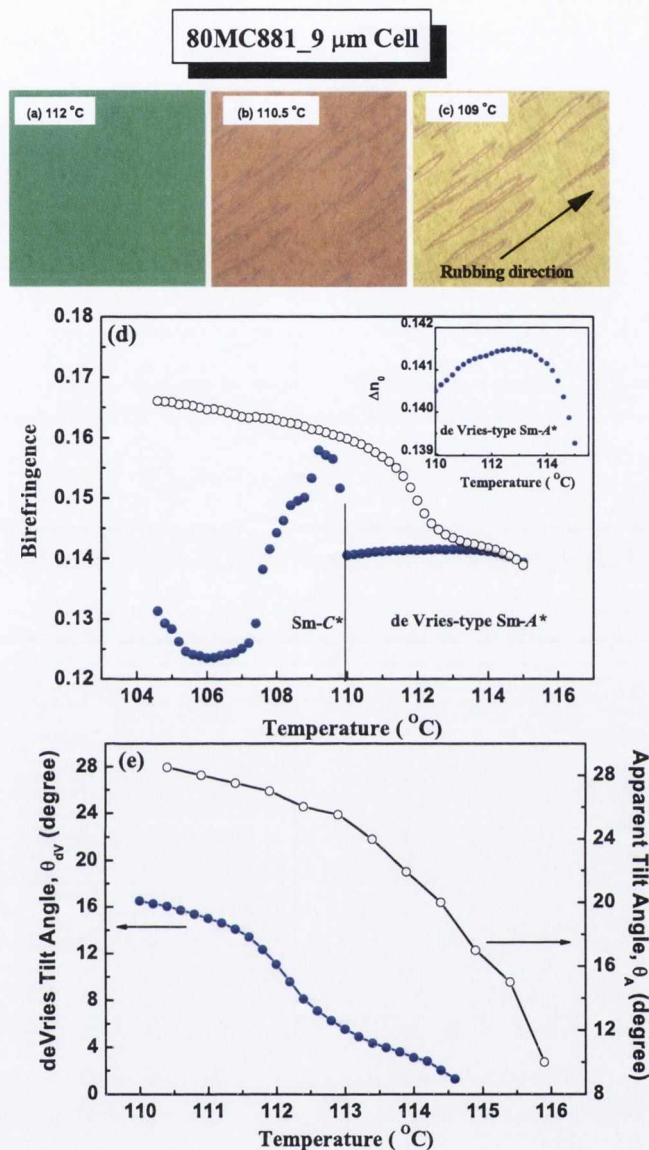 80MC881_9 µm Cell
(a) 112 °C
(b) 110.5 °C
(c) 109 °C
Rubbing direction
(d)
Birefringence
0.18
0.17
0.16
0.15
0.14
0.13
0.12
104 106 108 110 112 114 116
Temperature ( °C)
Sm-C*
de Vries-type Sm-A*
Δn₀
0.142
0.141
0.140
0.139
110 112 114
de Vries-type Sm-A*
Temperature ( °C)
(e)
deVries Tilt Angle, θ_dV (degree)
28
24
20
16
12
8
4
0
110 111 112 113 114 115 116
Temperature ( °C)
28
24
20
16
12
8
Apparent Tilt Angle, θ_A (degree)